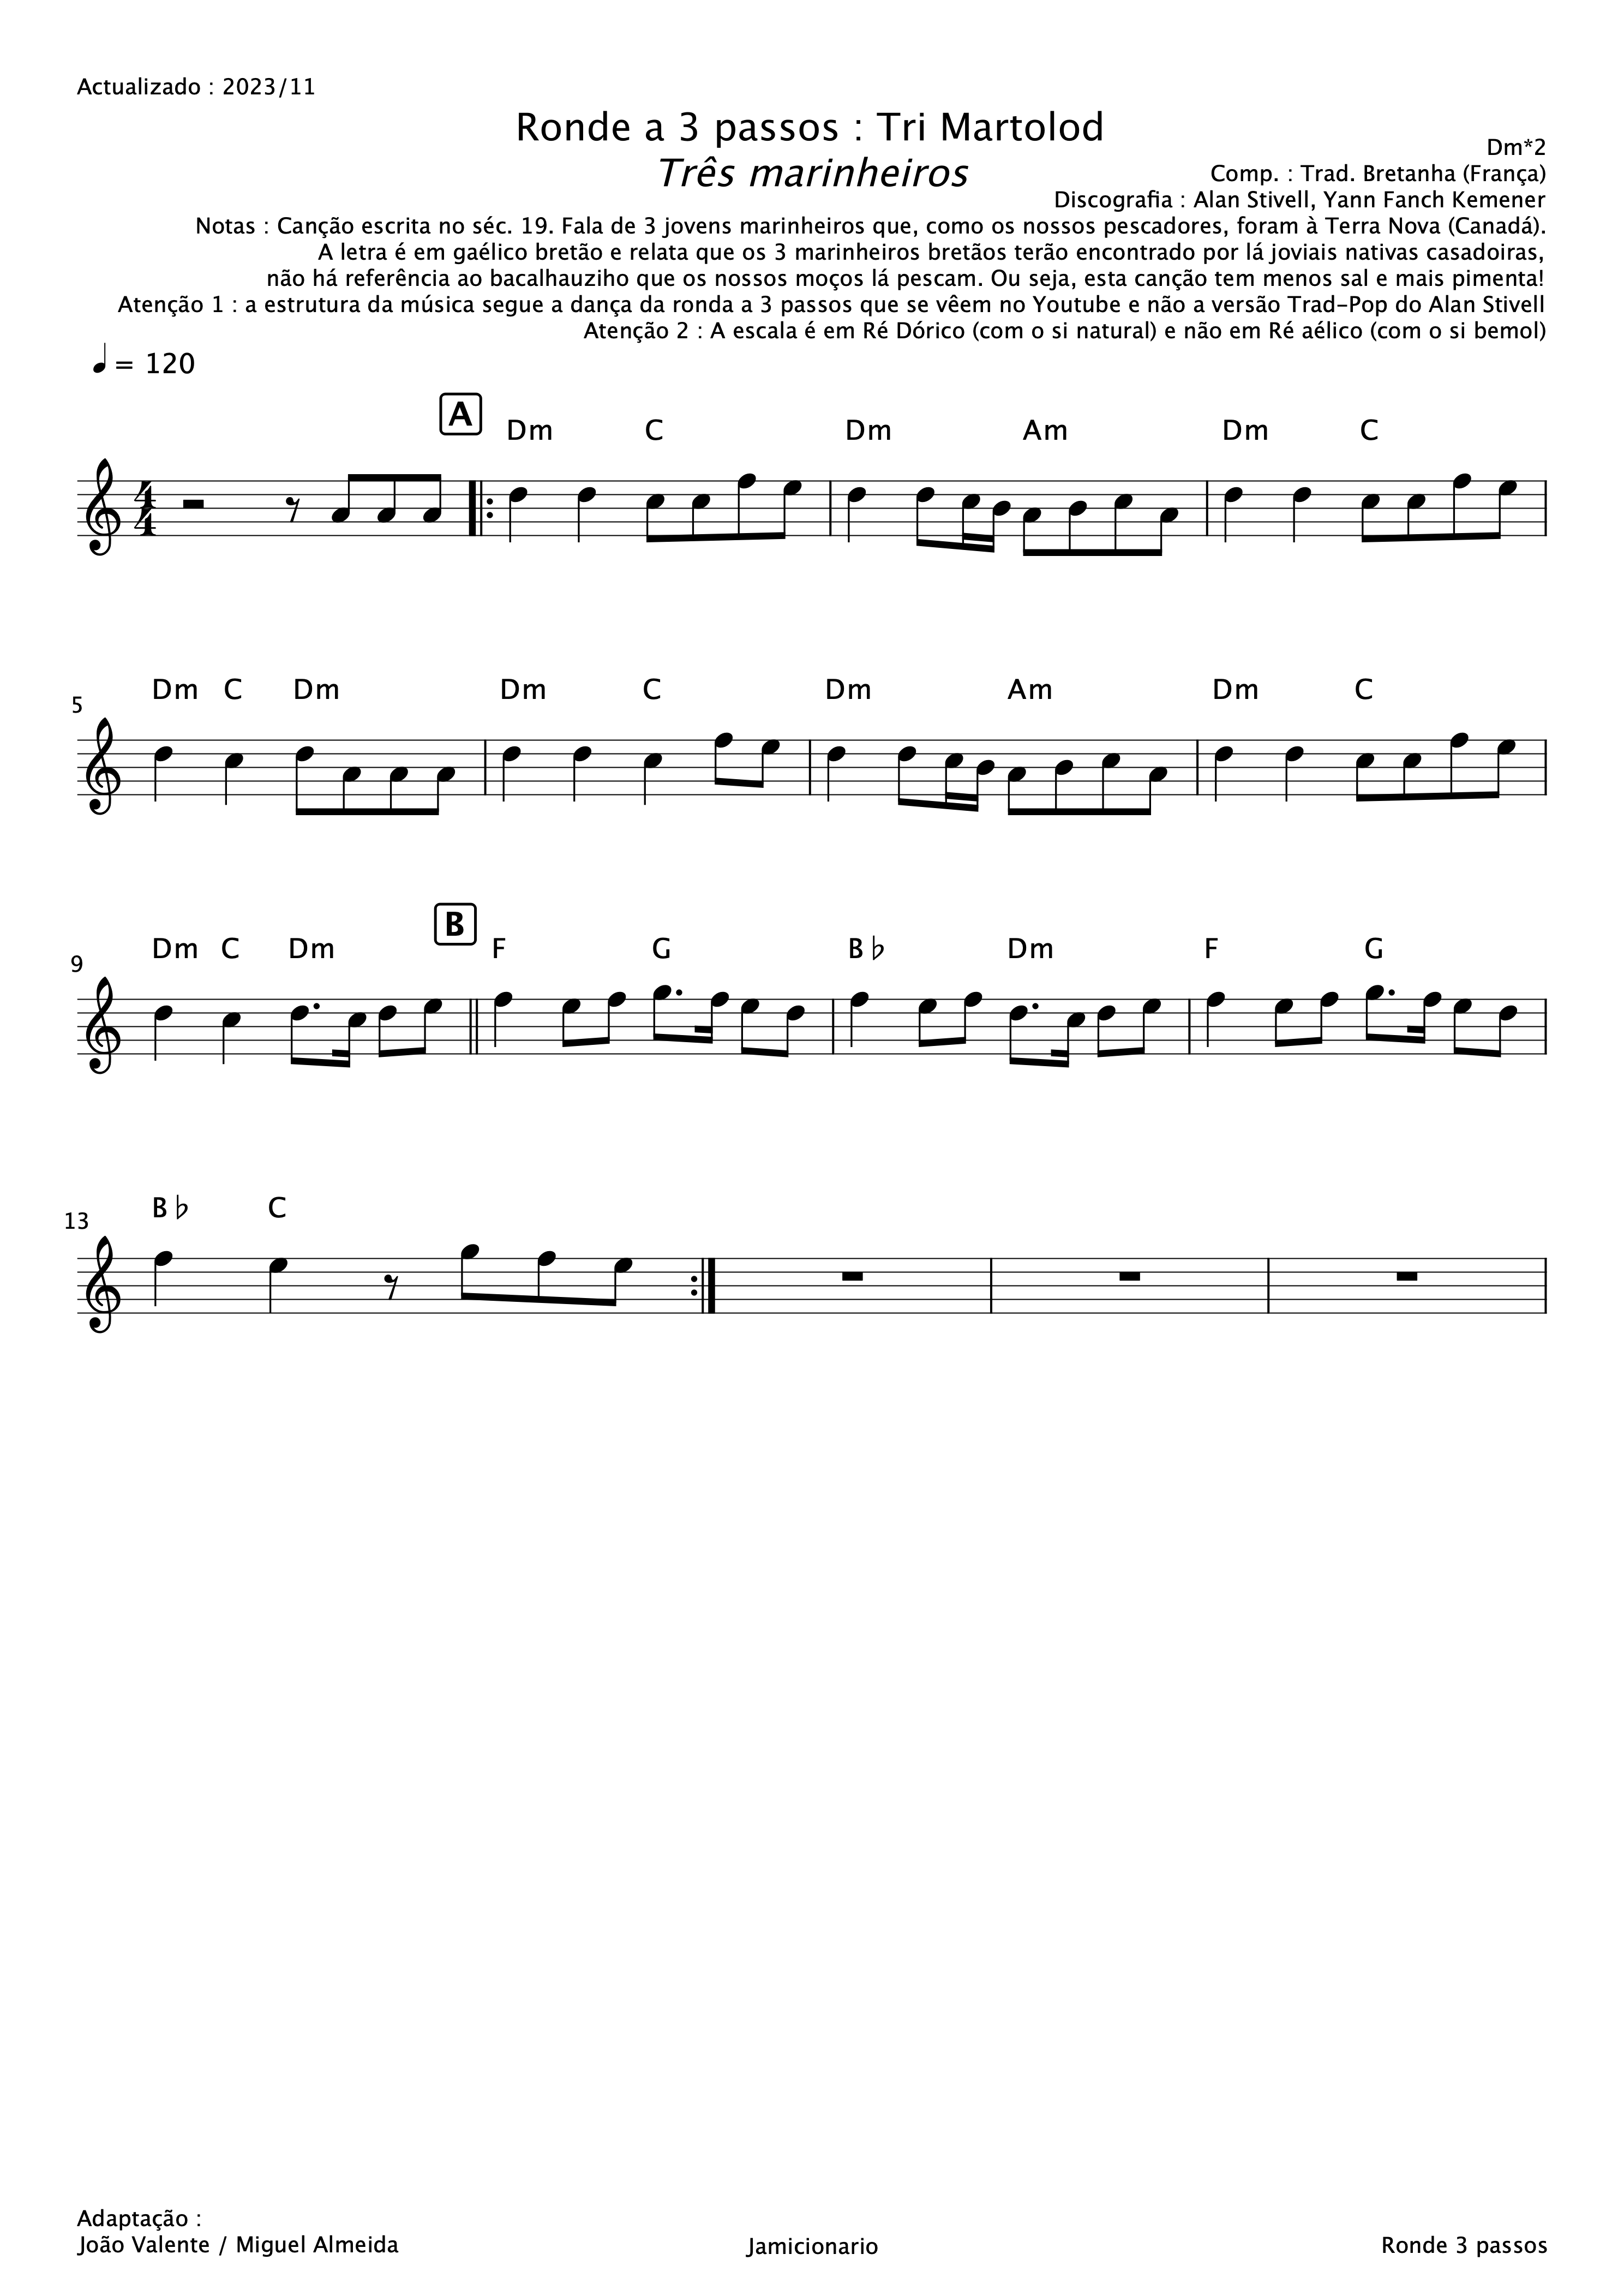 Actualizado : 2023/11
Ronde a 3 passos : Tri Martolod
Três marinheiros
Dm*2
Comp. : Trad. Bretanha (França)
Discografia : Alan Stivell, Yann Fanch Kemener
Notas : Canção escrita no séc. 19. Fala de 3 jovens marinheiros que, como os nossos pescadores, foram à Terra Nova (Canadá).
A letra é em gaélico bretão e relata que os 3 marinheiros bretãos terão encontrado por lá joviais nativas casadoiras,
não há referência ao bacalhauziho que os nossos moços lá pescam. Ou seja, esta canção tem menos sal e mais pimenta!
Atenção 1 : a estrutura da música segue a dança da ronda a 3 passos que se vêem no Youtube e não a versão Trad-Pop do Alan Stivell
Atenção 2 : A escala é em Ré Dórico (com o si natural) e não em Ré aélico (com o si bemol)
♩ = 120
A Dm C Dm Am Dm C
4
4
Dm C Dm Dm C Dm Am Dm C
5
B
Dm C Dm F G B♭ Dm F G
9
B♭ C
13
Adaptação :
João Valente / Miguel Almeida
Jamicionario
Ronde 3 passos